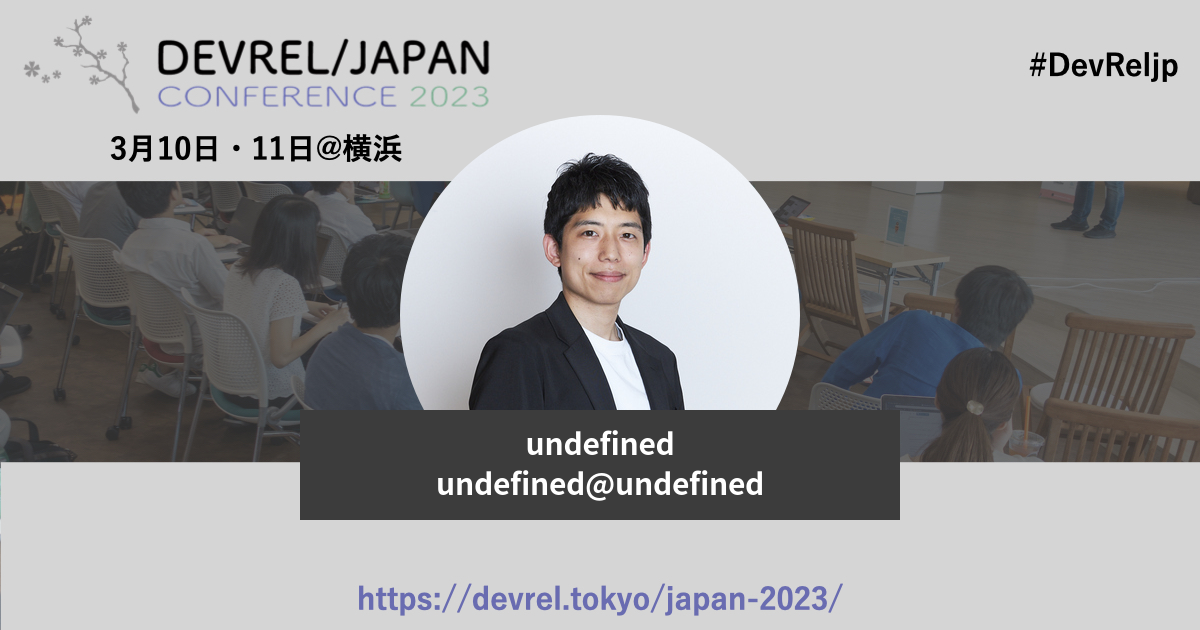 DEVREL/JAPAN
CONFERENCE 2023
#DevReljp
3月10日・11日@横浜
undefined
undefined@undefined
https://devrel.tokyo/japan-2023/